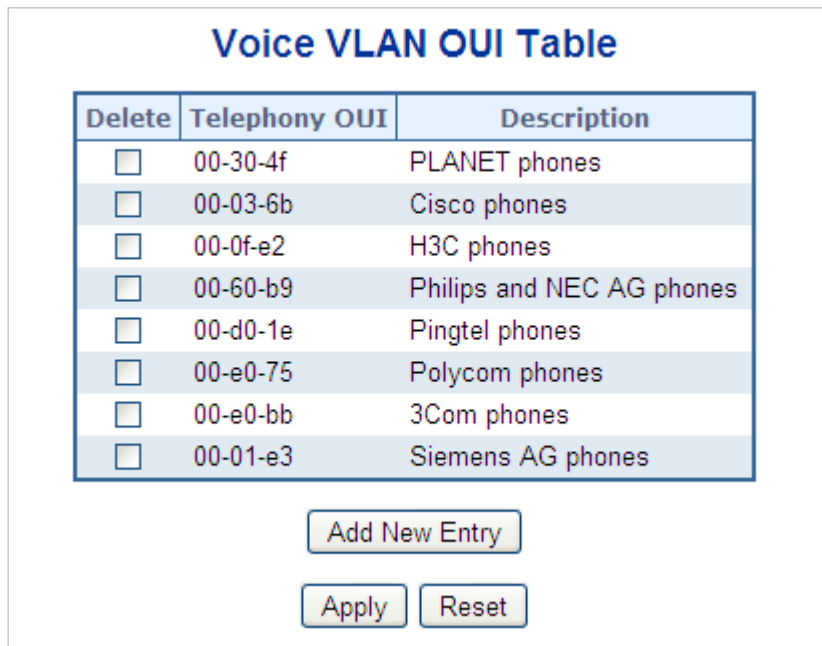 Voice VLAN OUI Table
Delete Telephony OUI Description
00-30-4f PLANET phones
00-03-6b Cisco phones
00-0f-e2 H3C phones
00-60-b9 Philips and NEC AG phones
00-d0-1e Pingtel phones
00-e0-75 Polycom phones
00-e0-bb 3Com phones
00-01-e3 Siemens AG phones
Add New Entry
Apply Reset